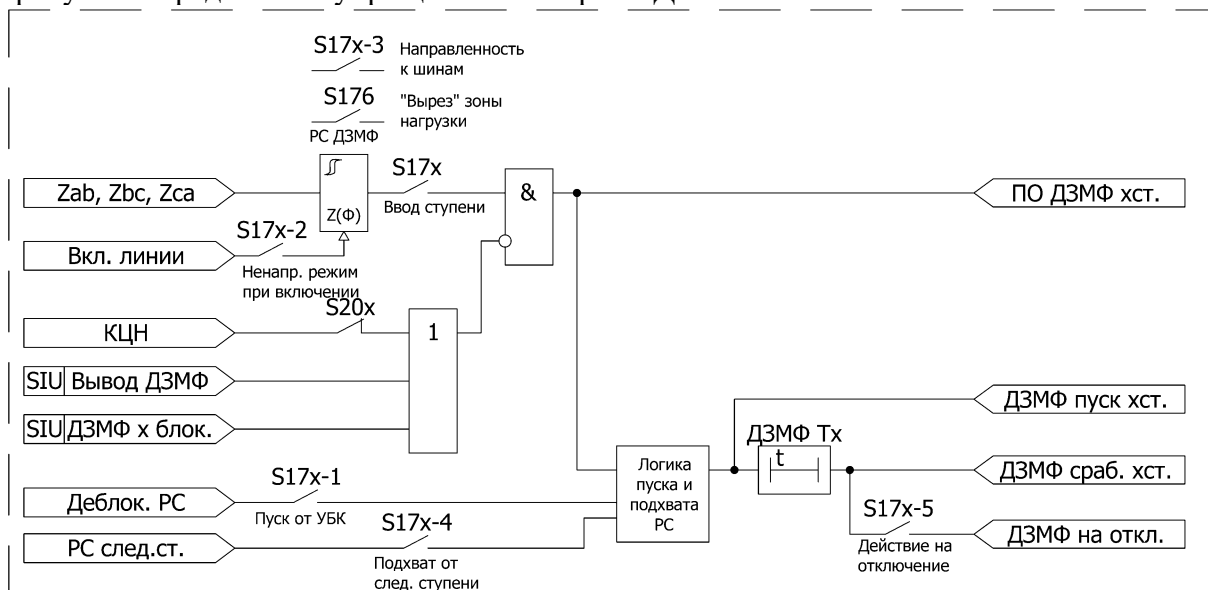 S17x-3
Направленность
к шинам
S176
"Вырез" зоны
нагрузки
РС ДЗМФ
Zab, Zbc, Zca
Z(Ф)
S17x
Ввод ступени
&
ПО ДЗМФ хст.
Вкл. линии
S17x-2
Ненапр. режим
при включении
КЦН
S20x
1
SIU Вывод ДЗМФ
SIU ДЗМФ х блок.
ДЗМФ пуск хст.
ДЗМФ Тх
t
ДЗМФ сраб. хст.
Логика
пуска и
подхвата
РС
Деблок. РС
S17x-1
Пуск от УБК
S17x-5
Действие на
отключение
ДЗМФ на откл.
РС след.ст.
S17x-4
Подхват от
след. ступени